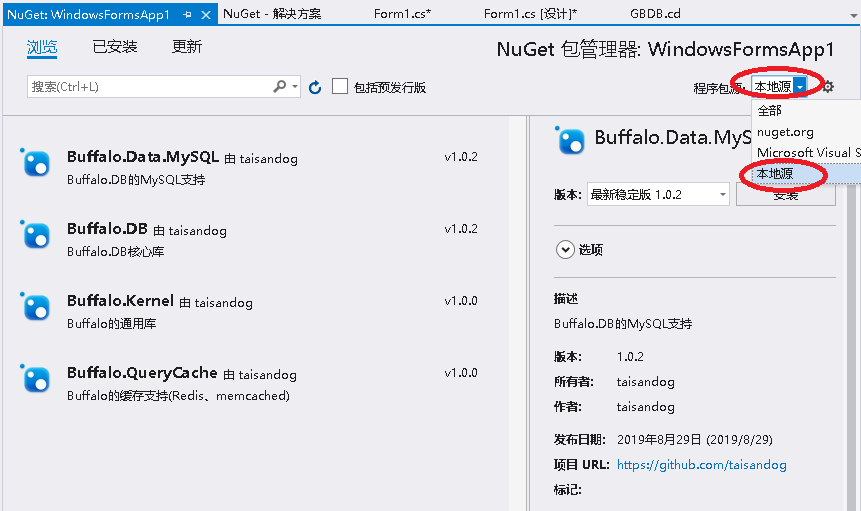 NuGet: WindowsFormsApp1 NuGet - 解决方案 Form1.cs* Form1.cs [设计]* GBDB.cd
浏览 已安装 更新
NuGet 包管理器: WindowsFormsApp1
搜索(Ctrl+L) 包括预发行版
程序包源: 本地源
全部
nuget.org
Microsoft Visual S
本地源
Buffalo.Data.MySQL 由 taisandog v1.0.2
Buffalo.DB的MySQL支持
Buffalo.DB 由 taisandog v1.0.2
Buffalo.DB核心库
Buffalo.Kernel 由 taisandog v1.0.0
Buffalo的通用库
Buffalo.QueryCache 由 taisandog v1.0.0
Buffalo的缓存支持(Redis、memcached)
Buffalo.Data.MyS
版本: 最新稳定版 1.0.2 安装
选项
描述
Buffalo.DB的MySQL支持
版本: 1.0.2
所有者: taisandog
作者: taisandog
发布日期: 2019年8月29日 (2019/8/29)
项目 URL: https://github.com/taisandog
标记: